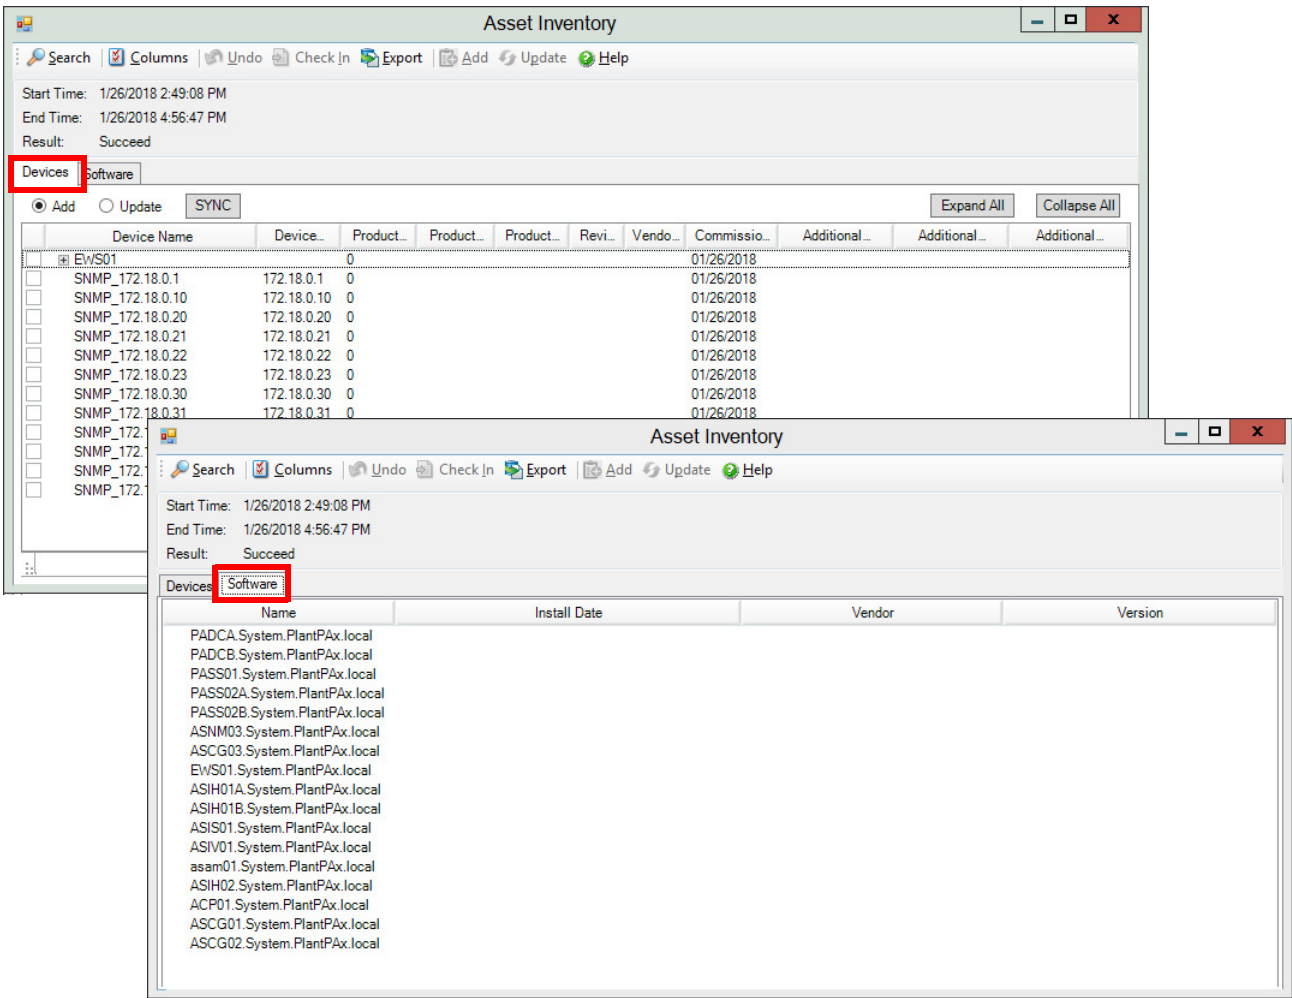 Asset Inventory
Search Columns Undo Check In Export Add Update Help
Start Time: 1/26/2018 2:49:08 PM
End Time: 1/26/2018 4:56:47 PM
Result: Succeed
Devices Software
Add Update SYNC Expand All Collapse All
Device Name Device... Product... Product... Product... Revi... Vendo... Commissio... Additional... Additional... Additional...
EWS01 0 01/26/2018
SNMP_172.18.0.1 172.18.0.1 0 01/26/2018
SNMP_172.18.0.10 172.18.0.10 0 01/26/2018
SNMP_172.18.0.20 172.18.0.20 0 01/26/2018
SNMP_172.18.0.21 172.18.0.21 0 01/26/2018
SNMP_172.18.0.22 172.18.0.22 0 01/26/2018
SNMP_172.18.0.23 172.18.0.23 0 01/26/2018
SNMP_172.18.0.30 172.18.0.30 0 01/26/2018
SNMP_172.18.0.31 172.18.0.31 0 01/26/2018
SNMP_172.
SNMP_172.
SNMP_172.
SNMP_172.
Asset Inventory
Search Columns Undo Check In Export Add Update Help
Start Time: 1/26/2018 2:49:08 PM
End Time: 1/26/2018 4:56:47 PM
Result: Succeed
Devices Software
Name Install Date Vendor Version
PADCA.System.PlantPAx.local
PADCB.System.PlantPAx.local
PASS01.System.PlantPAx.local
PASS02A.System.PlantPAx.local
PASS02B.System.PlantPAx.local
ASNM03.System.PlantPAx.local
ASCG03.System.PlantPAx.local
EWS01.System.PlantPAx.local
ASIH01A.System.PlantPAx.local
ASIH01B.System.PlantPAx.local
ASIS01.System.PlantPAx.local
ASIV01.System.PlantPAx.local
asam01.System.PlantPAx.local
ASIH02.System.PlantPAx.local
ACP01.System.PlantPAx.local
ASCG01.System.PlantPAx.local
ASCG02.System.PlantPAx.local